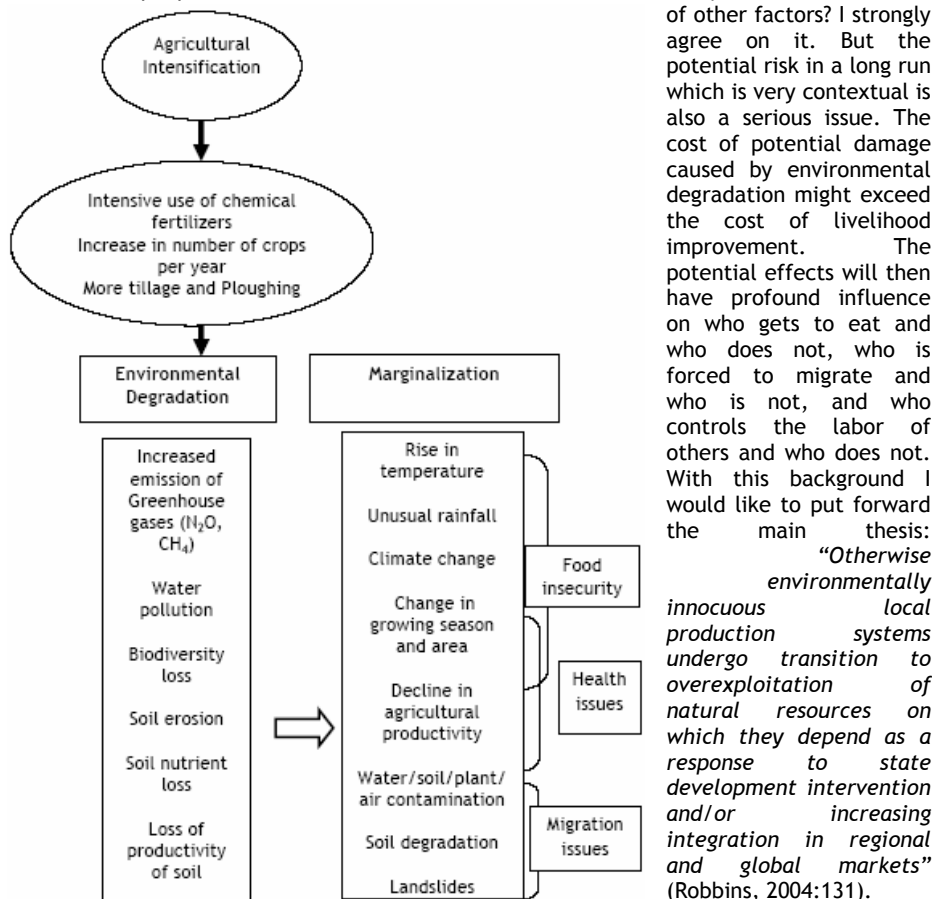 Agricultural
Intensification
Intensive use of chemical
fertilizers
Increase in number of crops
per year
More tillage and Ploughing
Environmental
Degradation
Marginalization
Increased
emission of
Greenhouse
gases (N₂O,
CH₄)
Water
pollution
Biodiversity
loss
Soil erosion
Soil nutrient
loss
Loss of
productivity
of soil
Rise in
temperature
Unusual rainfall
Climate change
Change in
growing season
and area
Decline in
agricultural
productivity
Water/soil/plant/
air contamination
Soil degradation
Landslides
Food
insecurity
Health
issues
Migration
issues
of other factors? I strongly
agree on it. But the
potential risk in a long run
which is very contextual is
also a serious issue. The
cost of potential damage
caused by environmental
degradation might exceed
the cost of livelihood
improvement. The
potential effects will then
have profound influence
on who gets to eat and
who does not, who is
forced to migrate and
who is not, and who
controls the labor of
others and who does not.
With this background I
would like to put forward
the main thesis:
“Otherwise
environmentally
innocuous local
production systems
undergo transition to
overexploitation of
natural resources on
which they depend as a
response to state
development intervention
and/or increasing
integration in regional
and global markets”
(Robbins, 2004:131).